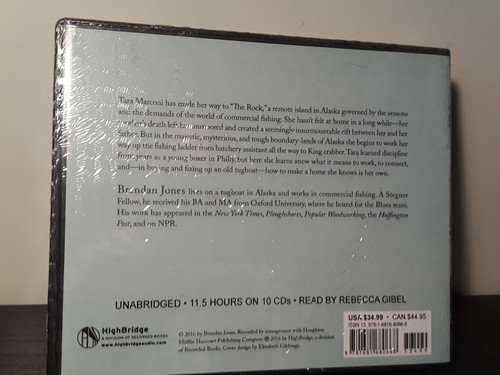 Tara Marconi has made her way to "The Rock," a remote island in Alaska governed by the seasons
and the demands of the world of commercial fishing. She hasn't felt at home in a long while—her
mother's death left her unmoored and created a seemingly insurmountable rift between her and her
father. But in the majestic, mysterious, and tough boundary-lands of Alaska she begins to work her
way up the fishing ladder from hatchery assistant all the way to King crabber. Tara learned discipline
from years as a young boxer in Philly, but here she learns anew what it means to work, to connect,
and—in buying and fixing up an old tugboat—how to make a home she knows is her own.
Brendan Jones lives on a tugboat in Alaska and works in commercial fishing. A Stegner
Fellow, he received his BA and MA from Oxford University, where he boxed for the Blues team.
His work has appeared in the New York Times, Ploughshares, Popular Woodworking, the Huffington
Post, and on NPR.
UNABRIDGED • 11.5 HOURS ON 10 CDs • READ BY REBECCA GIBEL
HighBridge
A DIVISION OF RECORDED BOOKS
www.highbridgeaudio.com
© 2016 by Brendan Jones. Recorded by arrangement with Houghton
Mifflin Harcourt Publishing Company ℗ 2016 by HighBridge, a division
of Recorded Books. Cover design by Elizabeth Gibbings.
US/ $34.99 • CAN $44.95